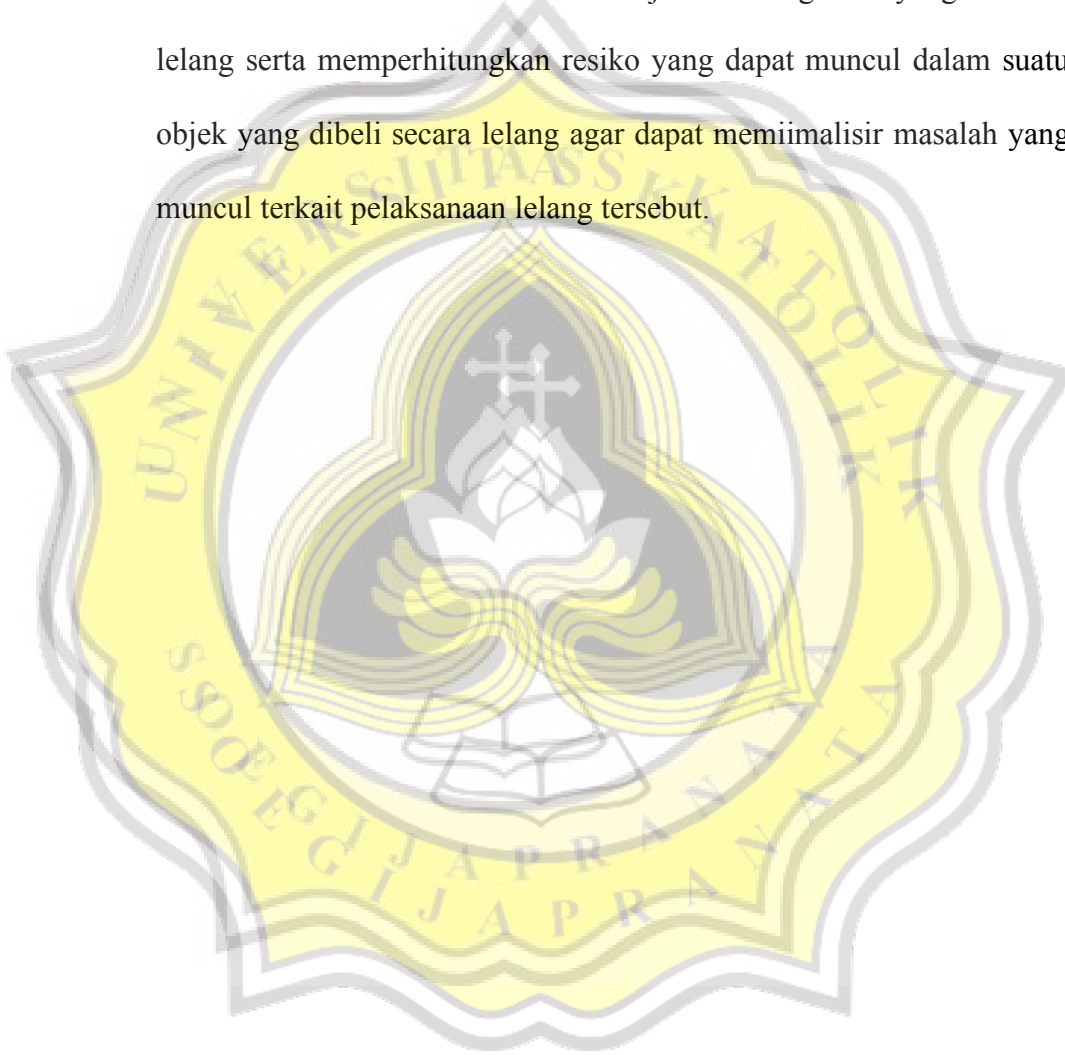 lelang serta memperhitungkan resiko yang dapat muncul dalam suatu
objek yang dibeli secara lelang agar dapat memiimalisir masalah yang
muncul terkait pelaksanaan lelang tersebut.
UNIVERSITAS KATOLIK
SOEGIJAPRANATA